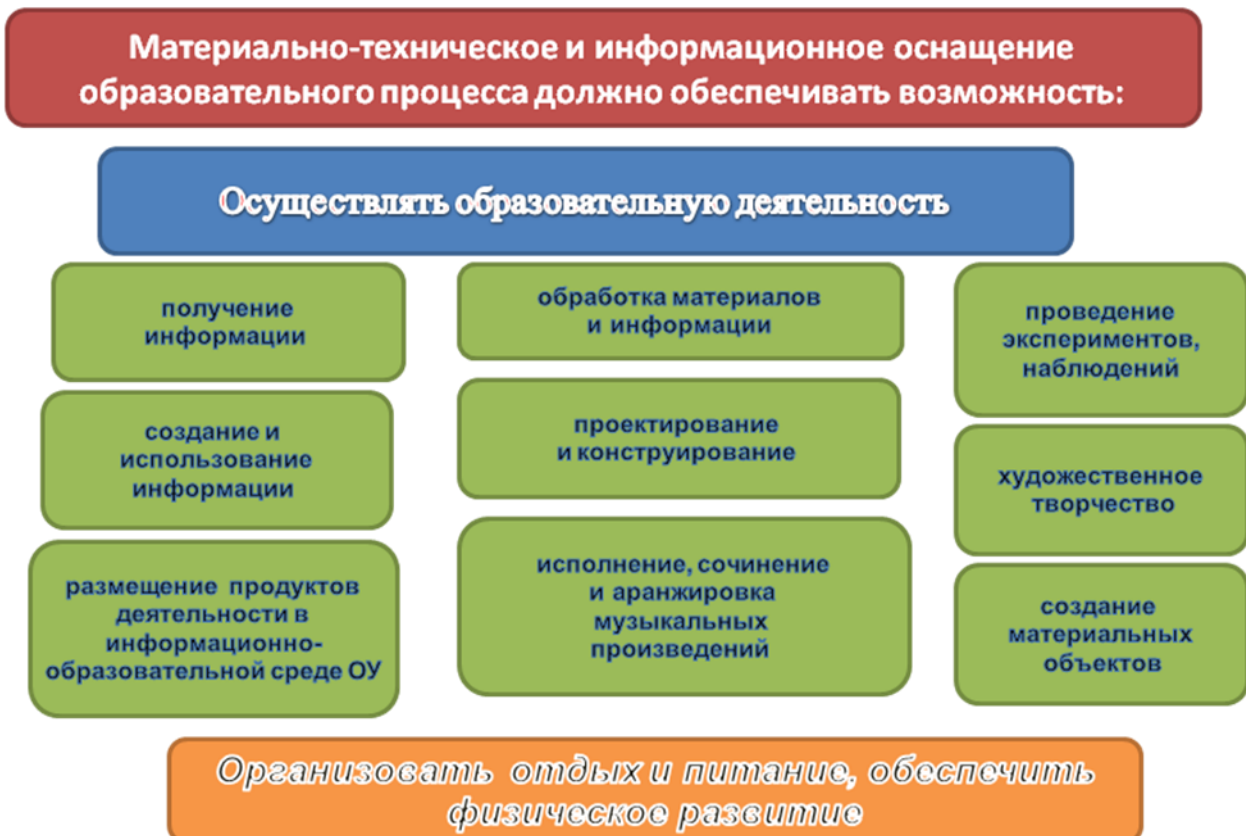 Материально-техническое и информационное оснащение
образовательного процесса должно обеспечивать возможность:
Осуществлять образовательную деятельность
получение
информации
создание и
использование
информации
размещение продуктов
деятельности в
информационно-
образовательной среде ОУ
обработка материалов
и информации
проектирование
и конструирование
исполнение, сочинение
и аранжировка
музыкальных
произведений
проведение
экспериментов,
наблюдений
художественное
творчество
создание
материальных
объектов
Организовать отдых и питание, обеспечить
физическое развитие